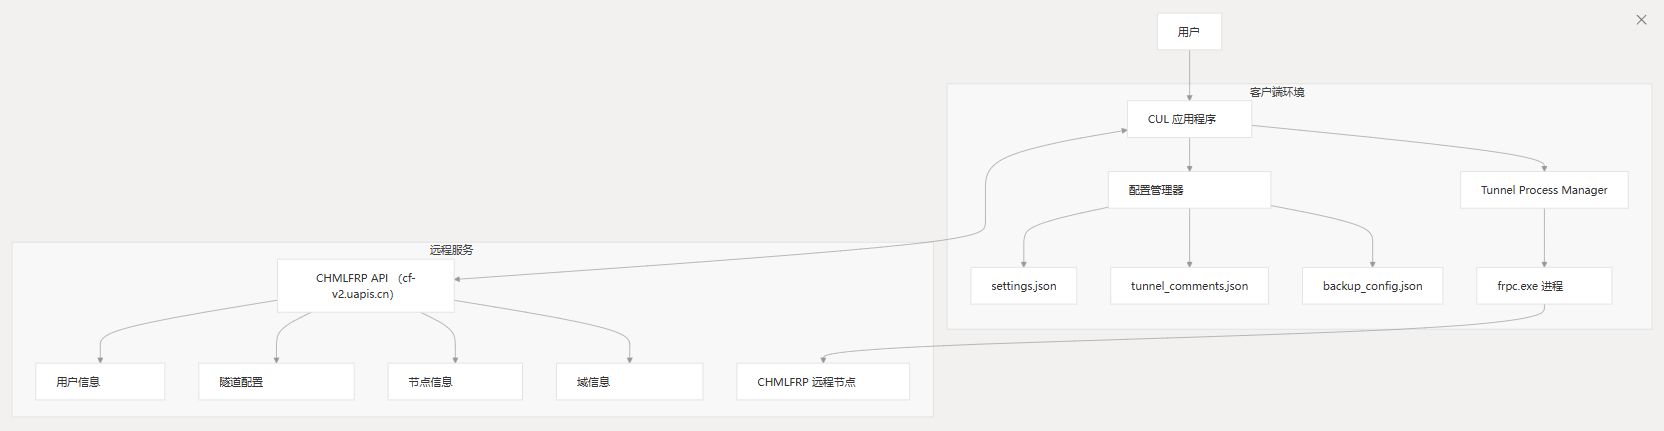 用户
客户端环境
CUL 应用程序
配置管理器
Tunnel Process Manager
settings.json
tunnel_comments.json
backup_config.json
frpc.exe 进程
远程服务
CHMLFRP API （cf-
v2.uapis.cn）
用户信息
隧道配置
节点信息
域信息
CHMLFRP 远程节点